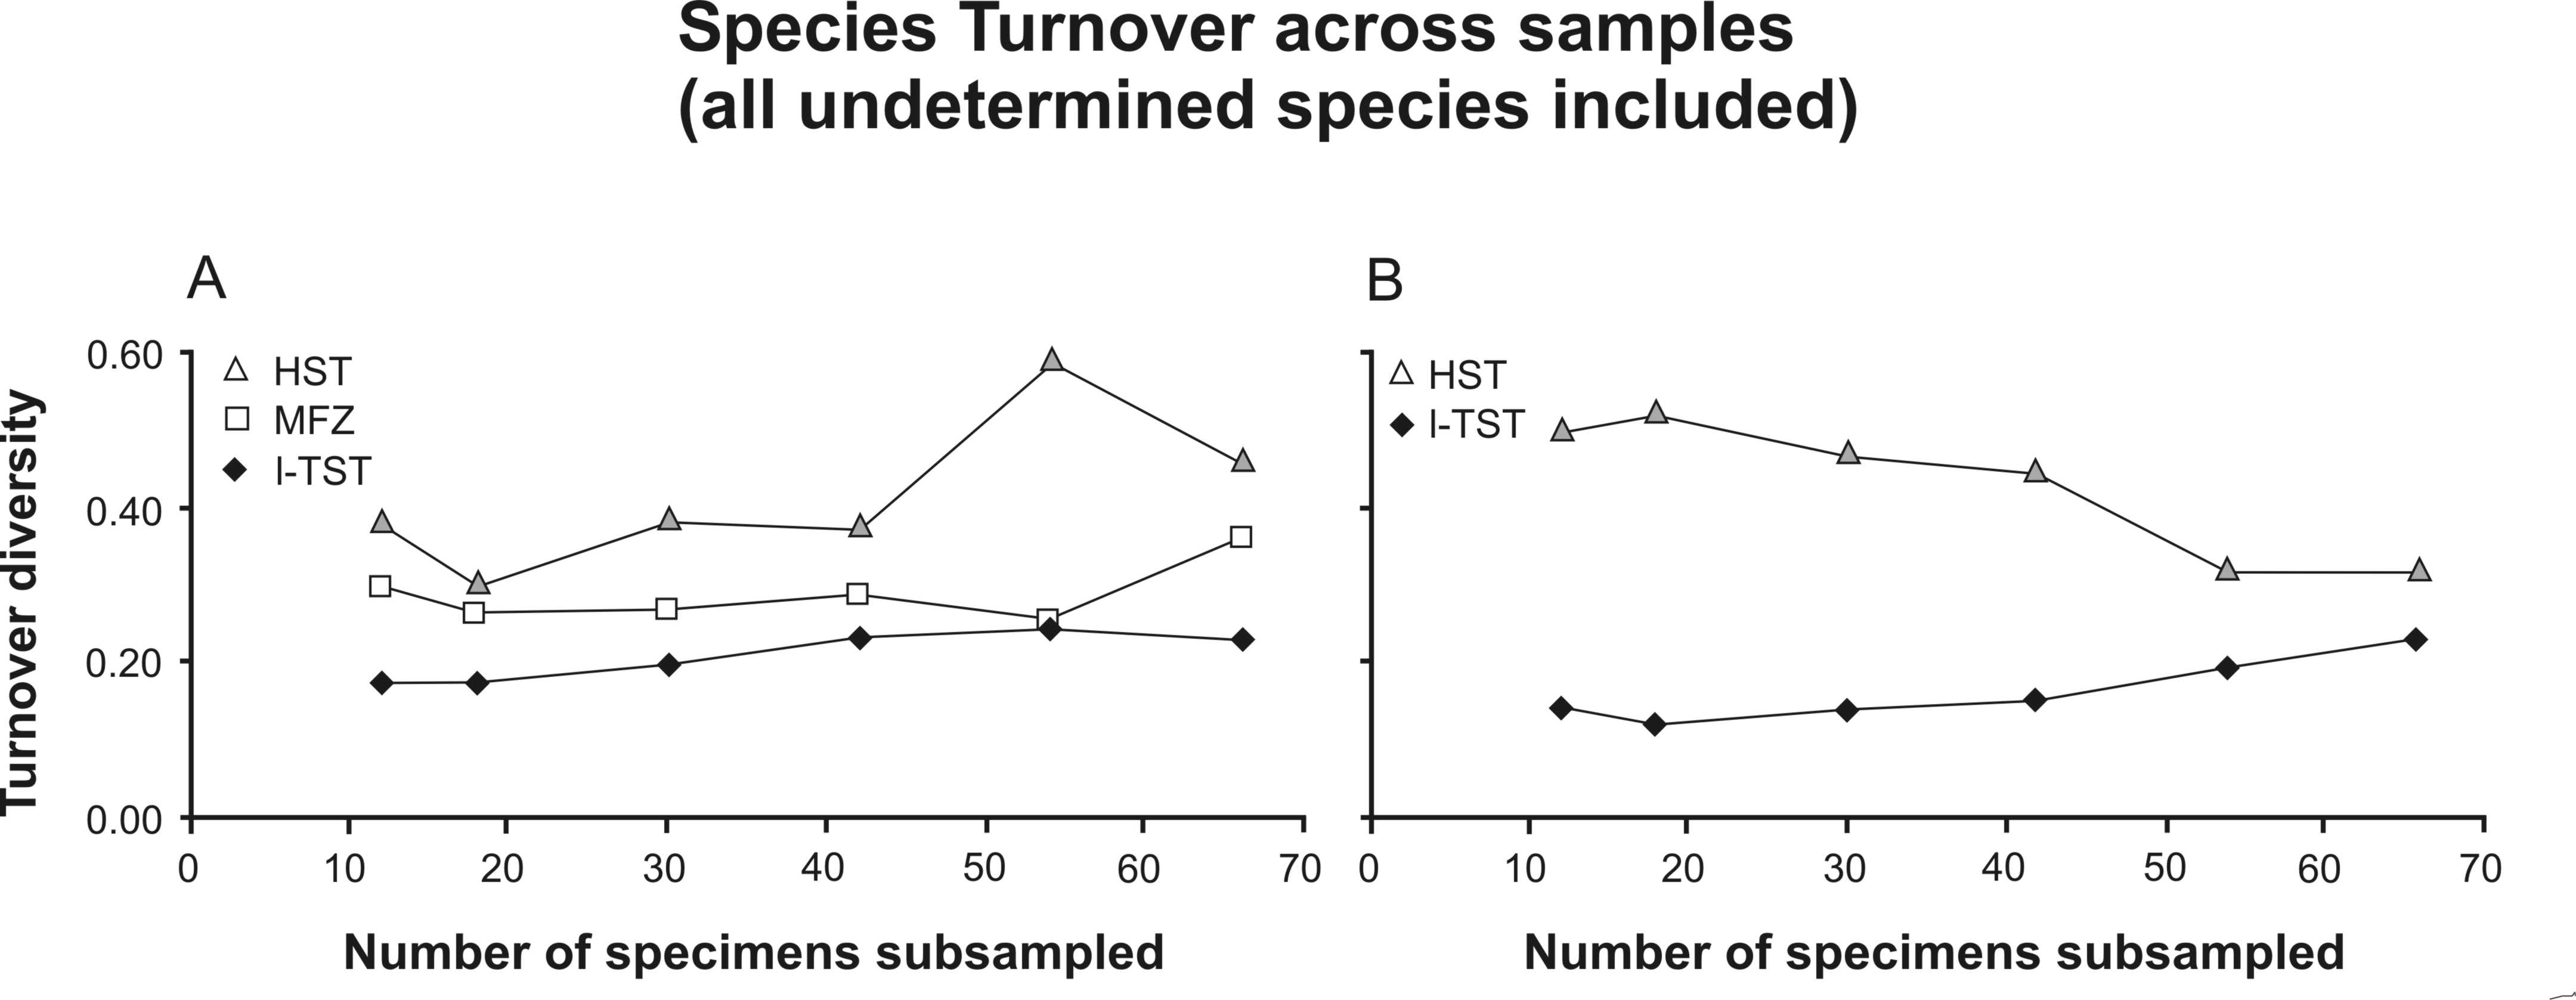 Species Turnover across samples
(all undetermined species included)
A
HST
MFZ
l-TST
Turnover diversity
0.60
0.40
0.20
0.00
0 10 20 30 40 50 60 70
Number of specimens subsampled
B
HST
l-TST
0 10 20 30 40 50 60 70
Number of specimens subsampled